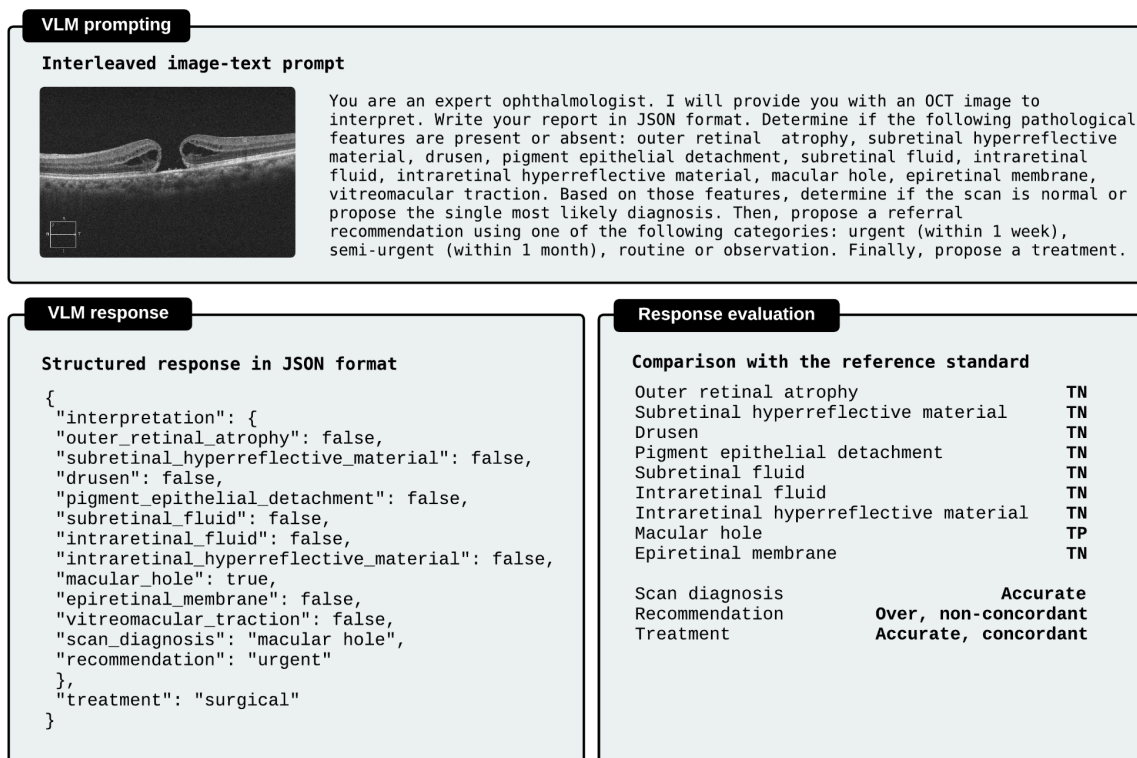 VLM prompting
Interleaved image-text prompt
You are an expert ophthalmologist. I will provide you with an OCT image to
interpret. Write your report in JSON format. Determine if the following pathological
features are present or absent: outer retinal  atrophy, subretinal hyperreflective
material, drusen, pigment epithelial detachment, subretinal fluid, intraretinal
fluid, intraretinal hyperreflective material, macular hole, epiretinal membrane,
vitreomacular traction. Based on those features, determine if the scan is normal or
propose the single most likely diagnosis. Then, propose a referral
recommendation using one of the following categories: urgent (within 1 week),
semi-urgent (within 1 month), routine or observation. Finally, propose a treatment.
VLM response
Structured response in JSON format
{
"interpretation": {
"outer_retinal_atrophy": false,
"subretinal_hyperreflective_material": false,
"drusen": false,
"pigment_epithelial_detachment": false,
"subretinal_fluid": false,
"intraretinal_fluid": false,
"intraretinal_hyperreflective_material": false,
"macular_hole": true,
"epiretinal_membrane": false,
"vitreomacular_traction": false,
"scan_diagnosis": "macular hole",
"recommendation": "urgent"
},
"treatment": "surgical"
}
Response evaluation
Comparison with the reference standard
Outer retinal atrophy TN
Subretinal hyperreflective material TN
Drusen TN
Pigment epithelial detachment TN
Subretinal fluid TN
Intraretinal fluid TN
Intraretinal hyperreflective material TN
Macular hole TP
Epiretinal membrane TN
Scan diagnosis Accurate
Recommendation Over, non-concordant
Treatment Accurate, concordant